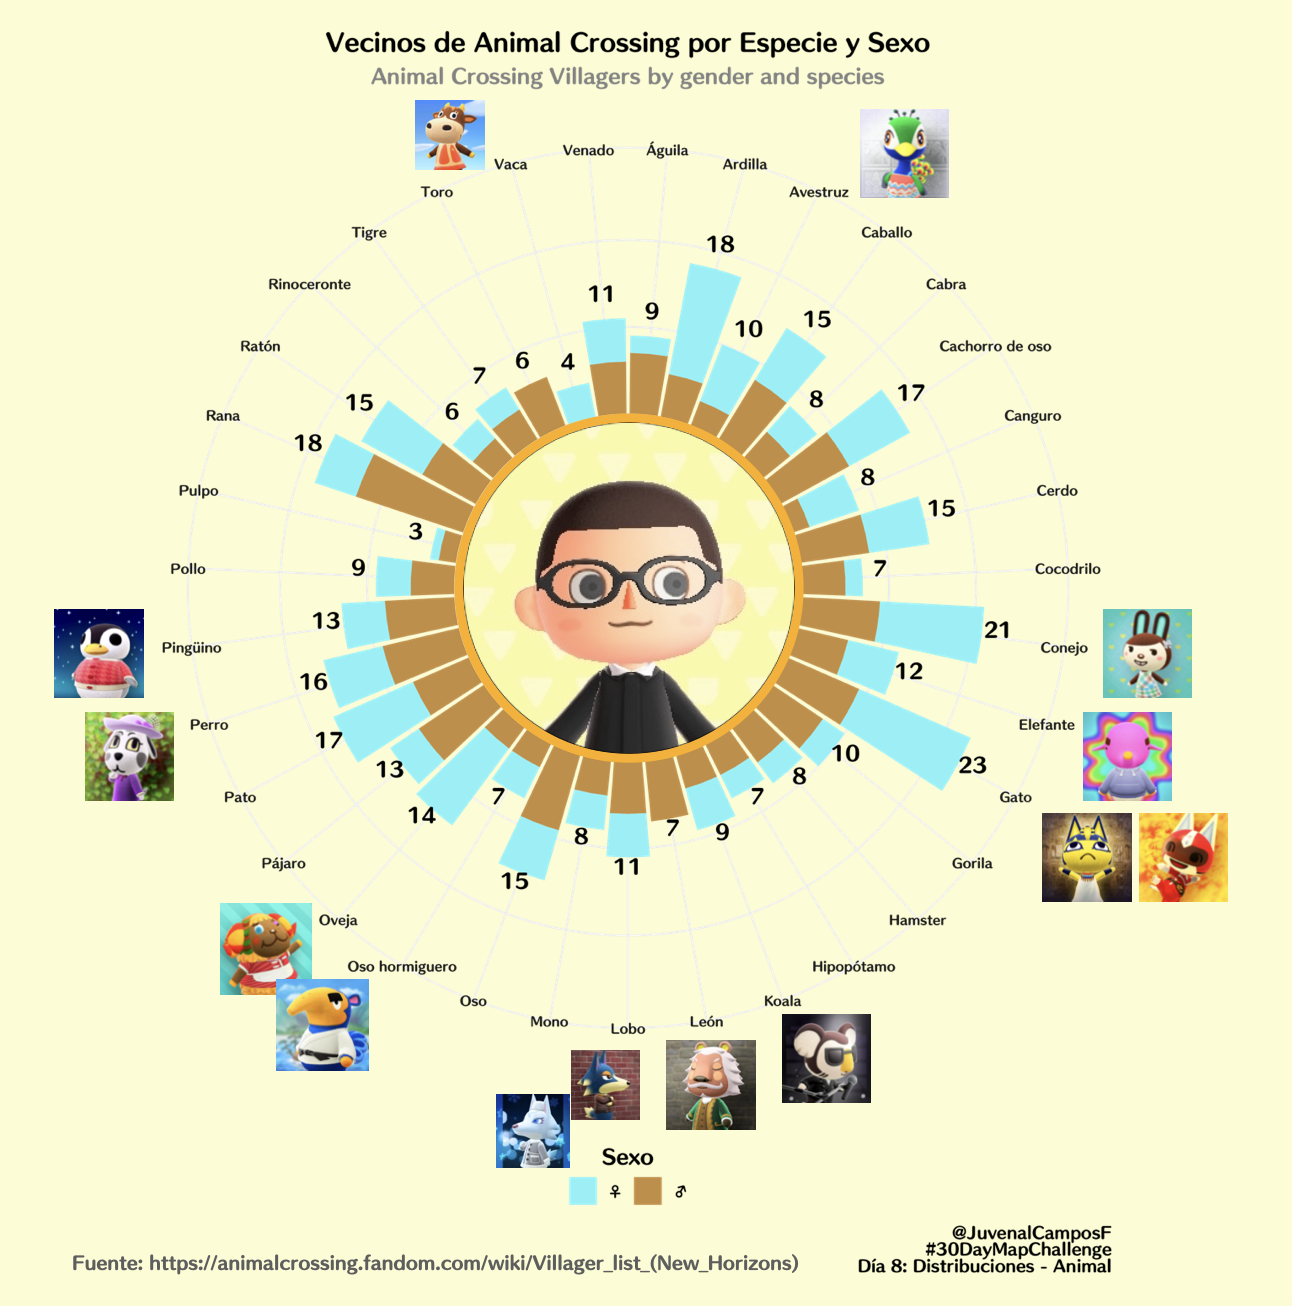 Vecinos de Animal Crossing por Especie y Sexo
Animal Crossing Villagers by gender and species
Venado
Águila
Vaca
Ardilla
Toro
Avestruz
Tigre
Caballo
18
Rinoceronte
Cabra
11
9
15
10
Ratón
Cachorro de oso
6
4
7
17
15
8
6
Rana
Canguro
18
8
Pulpo
Cerdo
15
3
9
7
Pollo
Cocodrilo
13
21
Pingüino
Conejo
12
16
Perro
Elefante
17
10
23
13
8
Pato
7
7
Gato
14
7
9
8
Pájaro
11
Gorila
15
Oveja
Hamster
Oso hormiguero
Hipopótamo
Oso
Koala
Mono
León
Lobo
Sexo
♀
♂
@JuvenalCamposF
#30DayMapChallenge
Fuente: https://animalcrossing.fandom.com/wiki/Villager_list_(New_Horizons)
Día 8: Distribuciones - Animal